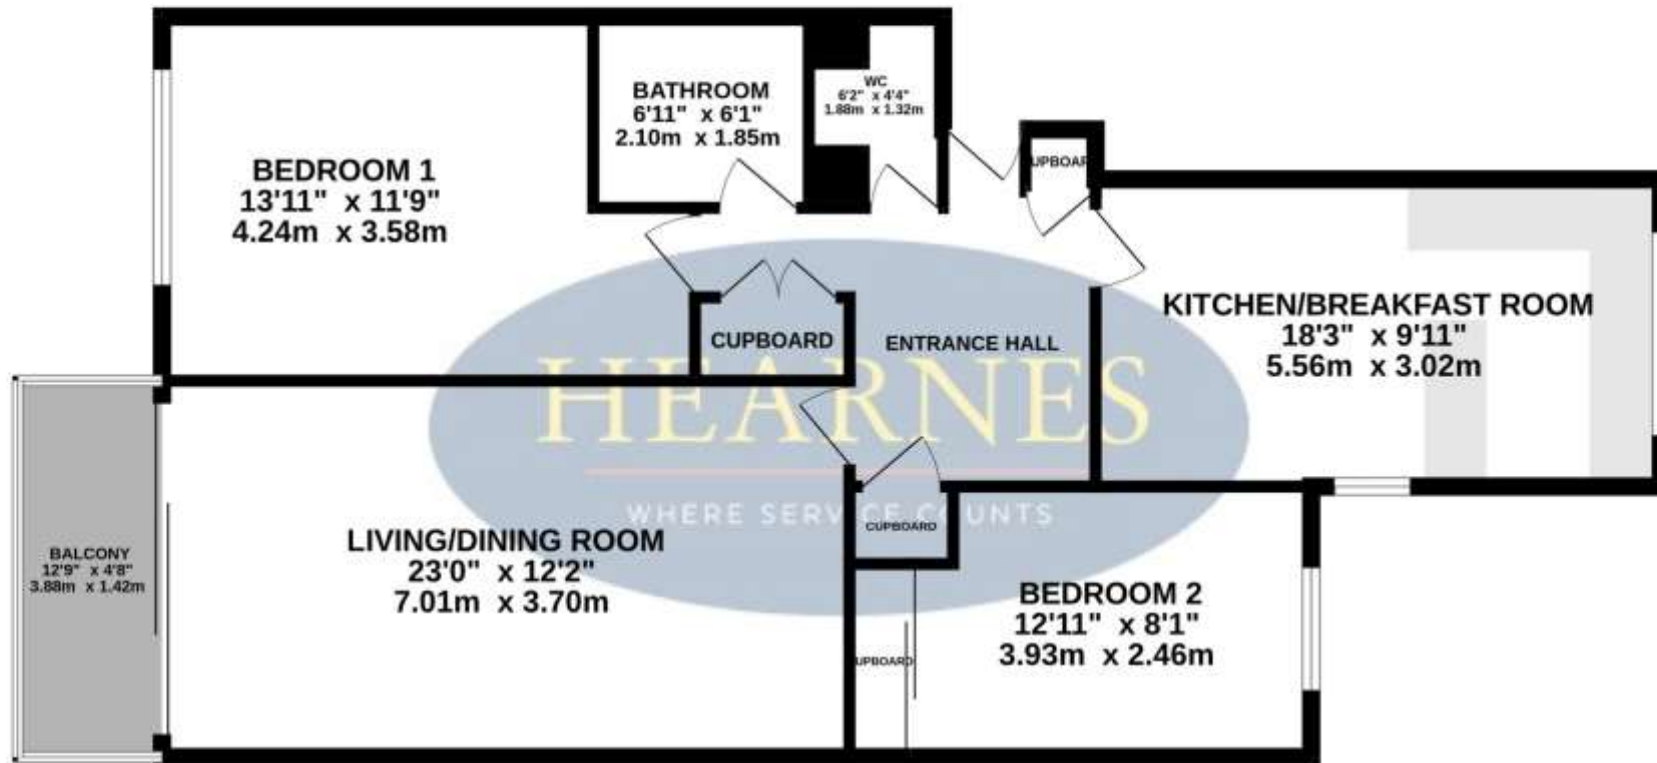 BEDROOM 1
13'11" x 11'9"
4.24m x 3.58m
BATHROOM
6'11" x 6'1"
2.10m x 1.85m
WC
6'2" x 4'4"
1.88m x 1.32m
UPBOAR
CUPBOARD
ENTRANCE HALL
KITCHEN/BREAKFAST ROOM
18'3" x 9'11"
5.56m x 3.02m
HEARNES
WHERE SERVICE COUNTS
BALCONY
12'9" x 4'8"
3.88m x 1.42m
LIVING/DINING ROOM
23'0" x 12'2"
7.01m x 3.70m
CUPBOARD
BEDROOM 2
12'11" x 8'1"
3.93m x 2.46m
UPBOARD